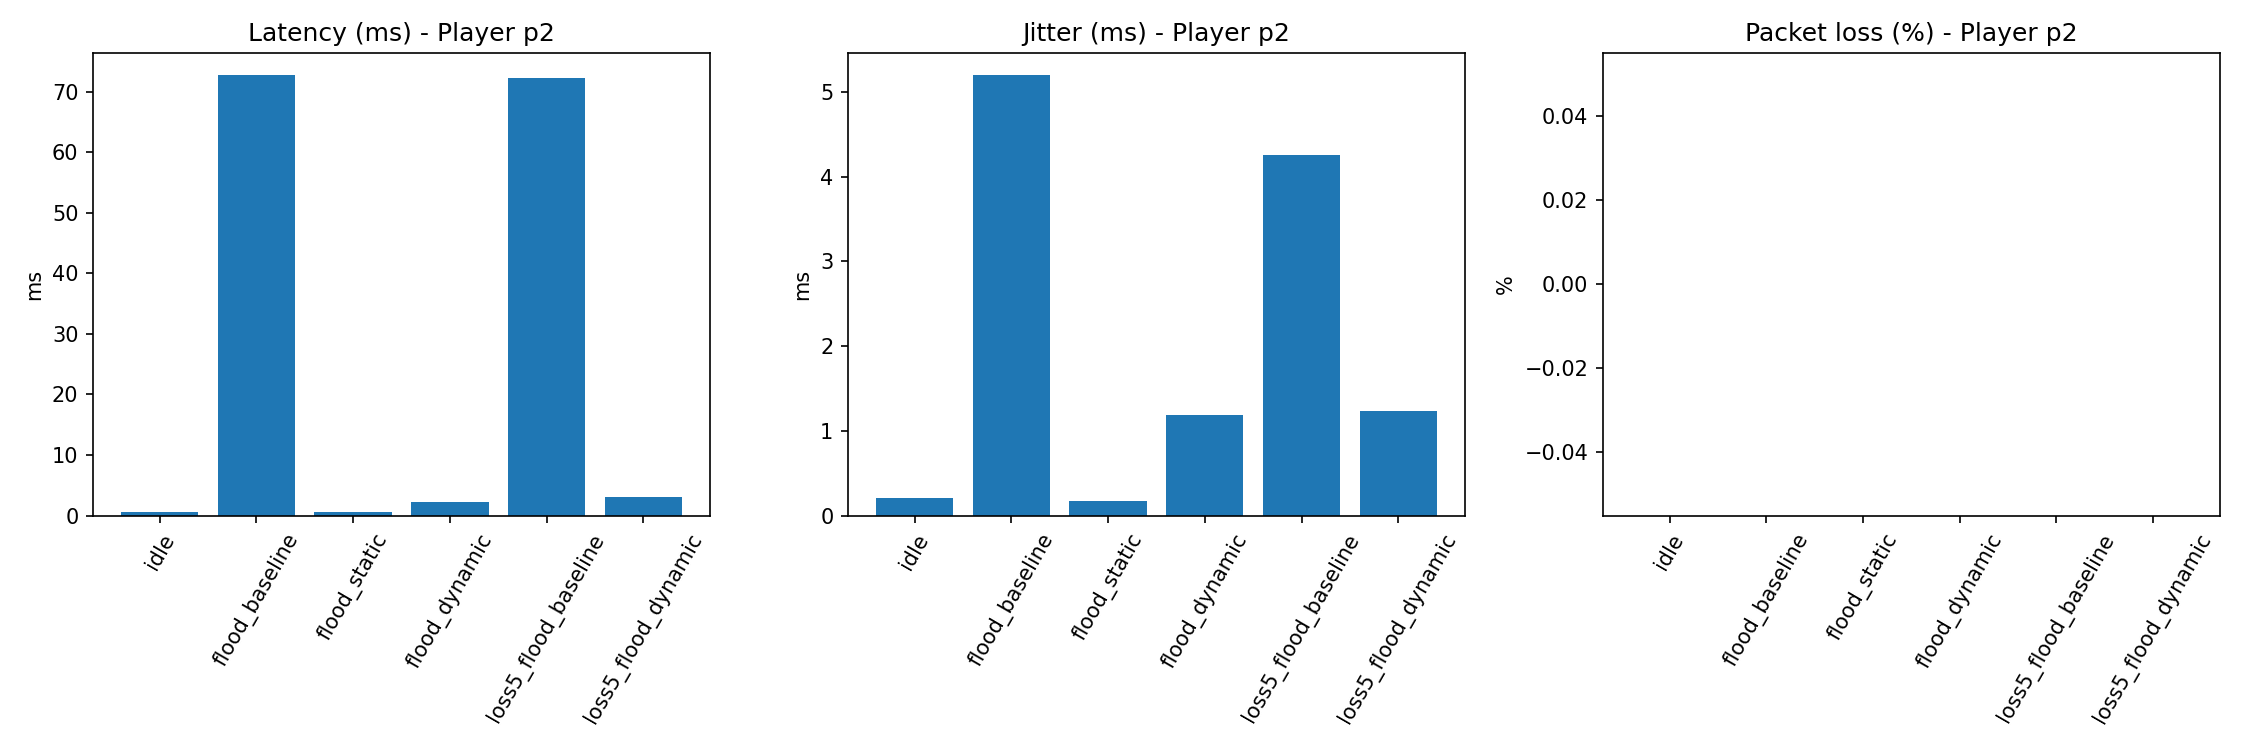 Latency (ms) - Player p2
ms
70
60
50
40
30
20
10
0
idle
flood_baseline
flood_static
flood_dynamic
loss5_flood_baseline
loss5_flood_dynamic
Jitter (ms) - Player p2
ms
5
4
3
2
1
0
idle
flood_baseline
flood_static
flood_dynamic
loss5_flood_baseline
loss5_flood_dynamic
Packet loss (%) - Player p2
%
0.04
0.02
0.00
−0.02
−0.04
idle
flood_baseline
flood_static
flood_dynamic
loss5_flood_baseline
loss5_flood_dynamic